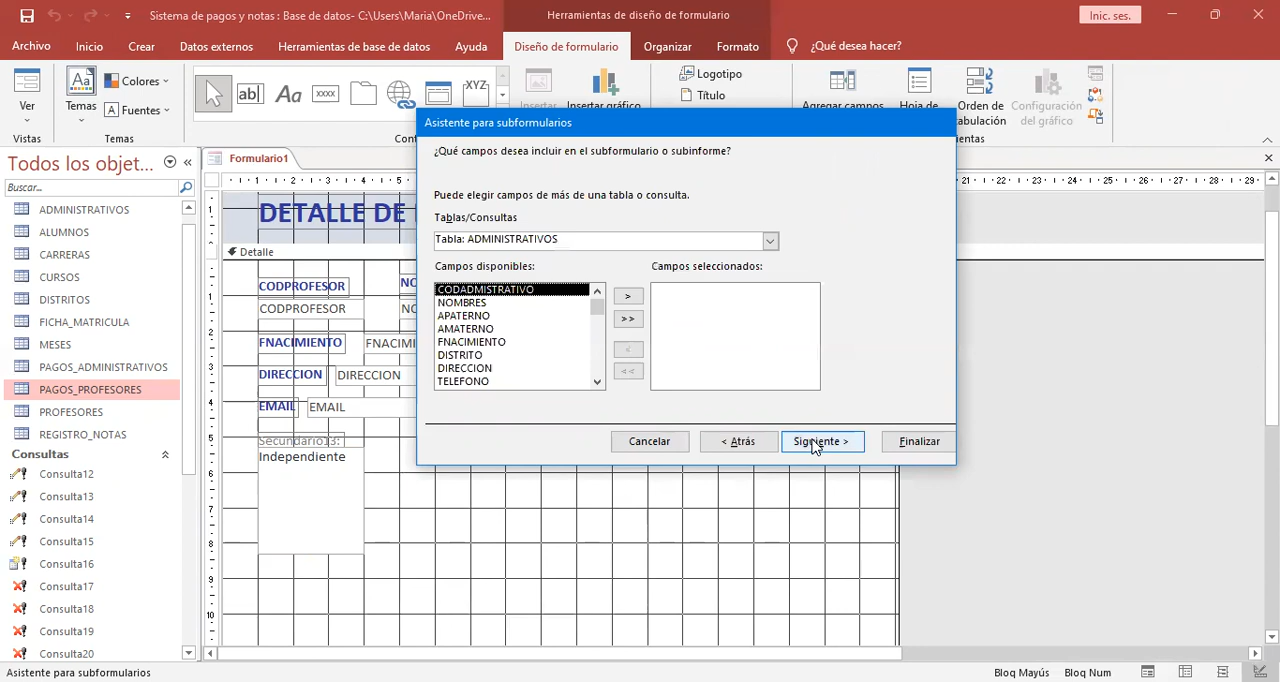 Sistema de pagos y notas : Base de datos- C:\Users\Maria\OneDrive...
Herramientas de diseño de formulario
Inic. ses.
Archivo
Inicio
Crear
Datos externos
Herramientas de base de datos
Ayuda
Diseño de formulario
Organizar
Formato
¿Qué desea hacer?
Ver
Vistas
Aa
Temas
Colores
Fuentes
Temas
ab|
Aa
xxxx
XYZ
Insertar
Insertar gráfico
Logotipo
Título
Agregar campos
Hoja de
Orden de
tabulación
Configuración
del gráfico
Todos los objet...
Buscar...
ADMINISTRATIVOS
ALUMNOS
CARRERAS
CURSOS
DISTRITOS
FICHA_MATRICULA
MESES
PAGOS_ADMINISTRATIVOS
PAGOS_PROFESORES
PROFESORES
REGISTRO_NOTAS
Consultas
Consulta12
Consulta13
Consulta14
Consulta15
Consulta16
Consulta17
Consulta18
Consulta19
Consulta20
Formulario1
DETALLE DE
Detalle
CODPROFESOR
CODPROFESOR
FNACIMIENTO
DIRECCION DIRECCION
EMAIL EMAIL
Secundario13:
Independiente
Asistente para subformularios
¿Qué campos desea incluir en el subformulario o subinforme?
Puede elegir campos de más de una tabla o consulta.
Tablas/Consultas
Tabla: ADMINISTRATIVOS
Campos disponibles:
Campos seleccionados:
CODADMISTRATIVO
NOMBRES
APATERNO
AMATERNO
FNACIMIENTO
DISTRITO
DIRECCION
TELEFONO
>
>>
<
<<
Cancelar
< Atrás
Siguiente >
Finalizar
Asistente para subformularios
Bloq Mayús
Bloq Num